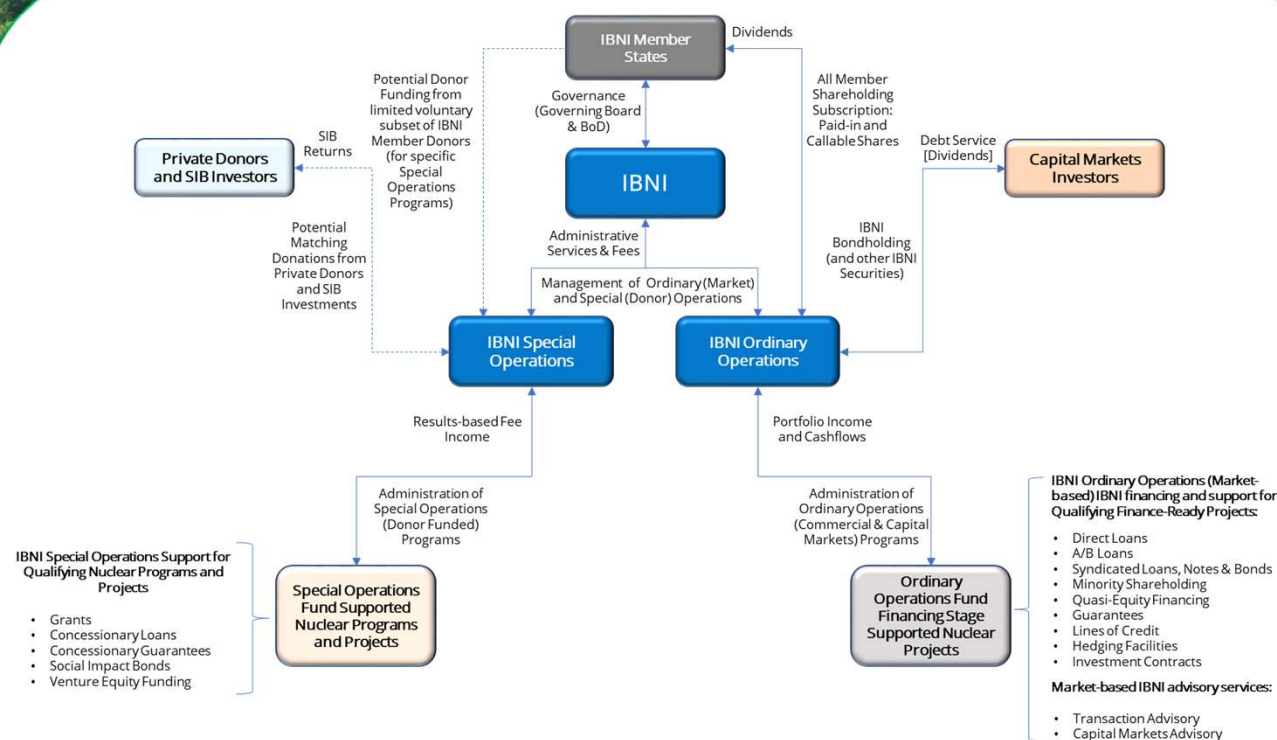 IBNI Member
States
Dividends
Potential Donor
Funding from
limited voluntary
subset of IBNI
Member Donors
(for specific
Special
Operations
Programs)
Governance
(Governing Board
& BoD)
All Member
Shareholding
Subscription:
Paid-in and
Callable Shares
SIB
Returns
Private Donors
and SIB Investors
IBNI
Debt Service
[Dividends]
Capital Markets
Investors
Potential
Matching
Donations from
Private Donors
and SIB
Investments
Administrative
Services & Fees
IBNI
Bondholding
(and other IBNI
Securities)
Management of Ordinary (Market)
and Special (Donor) Operations
IBNI Special
Operations
IBNI Ordinary
Operations
Results-based Fee
Income
Portfolio Income
and Cashflows
Administration of
Special Operations
(Donor Funded)
Programs
Administration of
Ordinary Operations
(Commercial & Capital
Markets) Programs
IBNI Special Operations Support for
Qualifying Nuclear Programs and
Projects
• Grants
• Concessionary Loans
• Concessionary Guarantees
• Social Impact Bonds
• Venture Equity Funding
Special Operations
Fund Supported
Nuclear Programs
and Projects
Ordinary
Operations Fund
Financing Stage
Supported Nuclear
Projects
IBNI Ordinary Operations (Market-
based) IBNI financing and support for
Qualifying Finance-Ready Projects:
• Direct Loans
• A/B Loans
• Syndicated Loans, Notes & Bonds
• Minority Shareholding
• Quasi-Equity Financing
• Guarantees
• Lines of Credit
• Hedging Facilities
• Investment Contracts
Market-based IBNI advisory services:
• Transaction Advisory
• Capital Markets Advisory